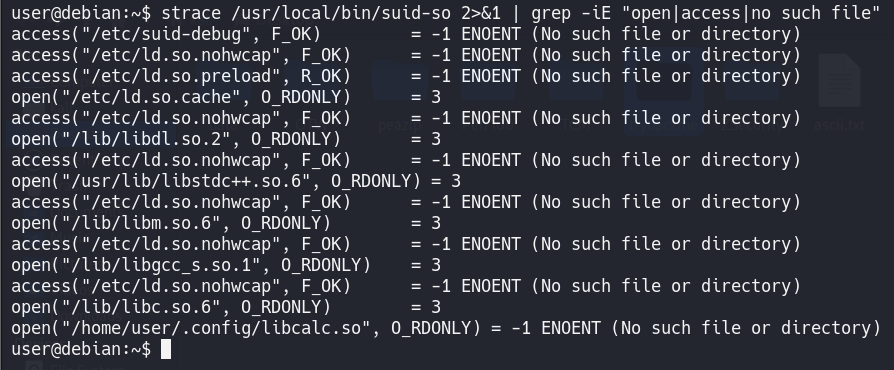 user@debian:~$ strace /usr/local/bin/suid-so 2>&1 | grep -iE "open|access|no such file"
access("/etc/suid-debug", F_OK)         = -1 ENOENT (No such file or directory)
access("/etc/ld.so.nohwcap", F_OK)      = -1 ENOENT (No such file or directory)
access("/etc/ld.so.preload", R_OK)      = -1 ENOENT (No such file or directory)
open("/etc/ld.so.cache", O_RDONLY)      = 3
access("/etc/ld.so.nohwcap", F_OK)      = -1 ENOENT (No such file or directory)
open("/lib/libdl.so.2", O_RDONLY)       = 3
access("/etc/ld.so.nohwcap", F_OK)      = -1 ENOENT (No such file or directory)
open("/usr/lib/libstdc++.so.6", O_RDONLY) = 3
access("/etc/ld.so.nohwcap", F_OK)      = -1 ENOENT (No such file or directory)
open("/lib/libm.so.6", O_RDONLY)        = 3
access("/etc/ld.so.nohwcap", F_OK)      = -1 ENOENT (No such file or directory)
open("/lib/libgcc_s.so.1", O_RDONLY)    = 3
access("/etc/ld.so.nohwcap", F_OK)      = -1 ENOENT (No such file or directory)
open("/lib/libc.so.6", O_RDONLY)        = 3
open("/home/user/.config/libcalc.so", O_RDONLY) = -1 ENOENT (No such file or directory)
user@debian:~$
ascii.txt